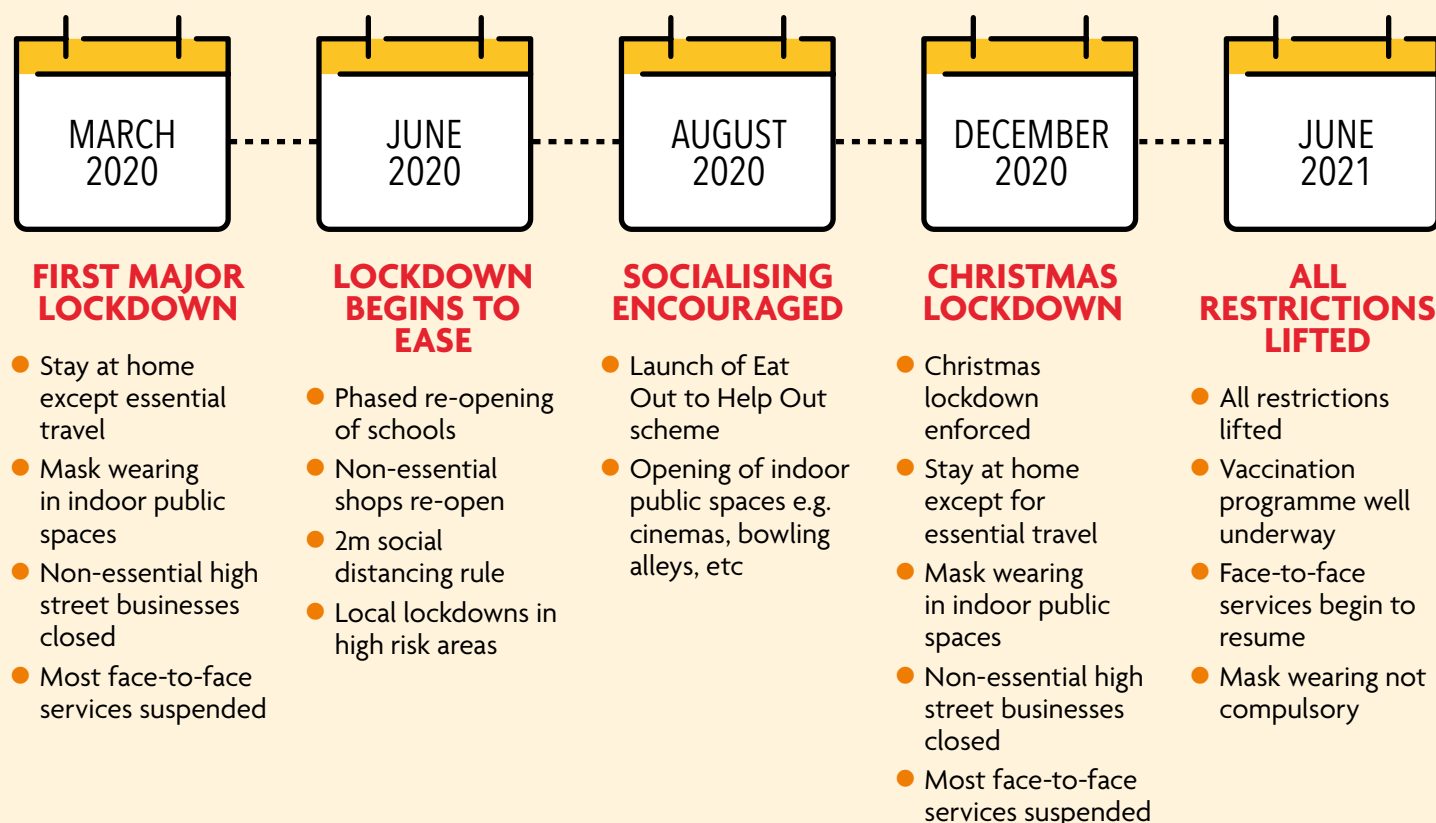 MARCH
2020
FIRST MAJOR
LOCKDOWN
Stay at home
except essential
travel
Mask wearing
in indoor public
spaces
Non-essential high
street businesses
closed
Most face-to-face
services suspended
JUNE
2020
LOCKDOWN
BEGINS TO
EASE
Phased re-opening
of schools
Non-essential
shops re-open
2m social
distancing rule
Local lockdowns in
high risk areas
AUGUST
2020
SOCIALISING
ENCOURAGED
Launch of Eat
Out to Help Out
scheme
Opening of indoor
public spaces e.g.
cinemas, bowling
alleys, etc
DECEMBER
2020
CHRISTMAS
LOCKDOWN
Christmas
lockdown
enforced
Stay at home
except for
essential travel
Mask wearing
in indoor public
spaces
Non-essential high
street businesses
closed
Most face-to-face
services suspended
JUNE
2021
ALL
RESTRICTIONS
LIFTED
All restrictions
lifted
Vaccination
programme well
underway
Face-to-face
services begin to
resume
Mask wearing not
compulsory